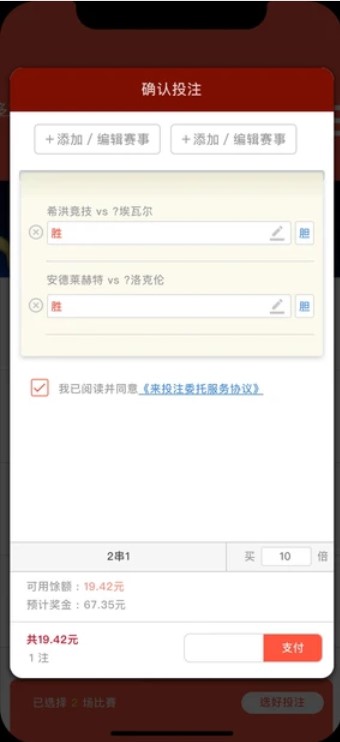 确认投注
+添加 / 编辑赛事 +添加 / 编辑赛事
希洪竞技 vs ?埃瓦尔
胜 胆
安德莱赫特 vs ?洛克伦
胜 胆
我已阅读并同意《来投注委托服务协议》
2串1 买 10 倍
可用馀额：19.42元
预计奖金：67.35元
共19.42元
1 注
支付
已选择 2 场比赛 选好投注